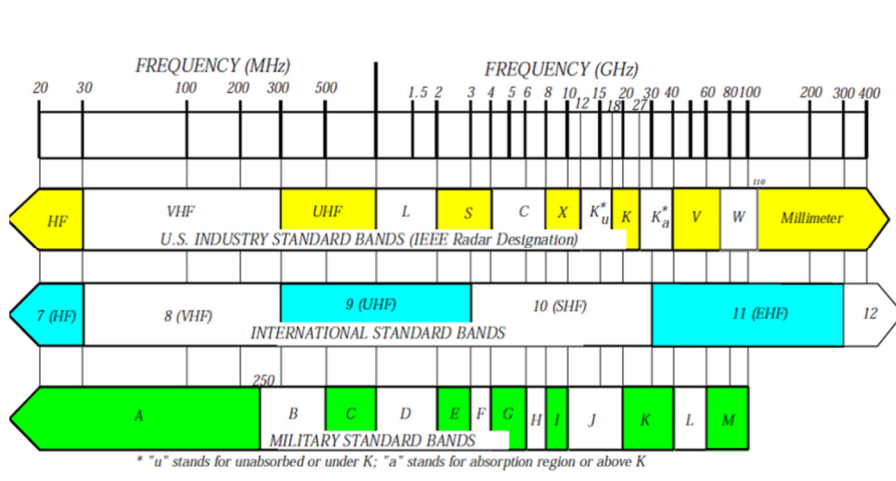 FREQUENCY (MHz) FREQUENCY (GHz)
20 30 100 200 300 500 1.5 2 3 4 5 6 8 10 12 15 18 20 27 30 40 60 80 100 200 300 400
110
HF VHF UHF L S C X K*u K K*a V W Millimeter
U.S. INDUSTRY STANDARD BANDS (IEEE Radar Designation)
7 (HF) 8 (VHF) 9 (UHF) 10 (SHF) 11 (EHF) 12
INTERNATIONAL STANDARD BANDS
250
A B C D E F G H I J K L M
MILITARY STANDARD BANDS
* "u" stands for unabsorbed or under K; "a" stands for absorption region or above K